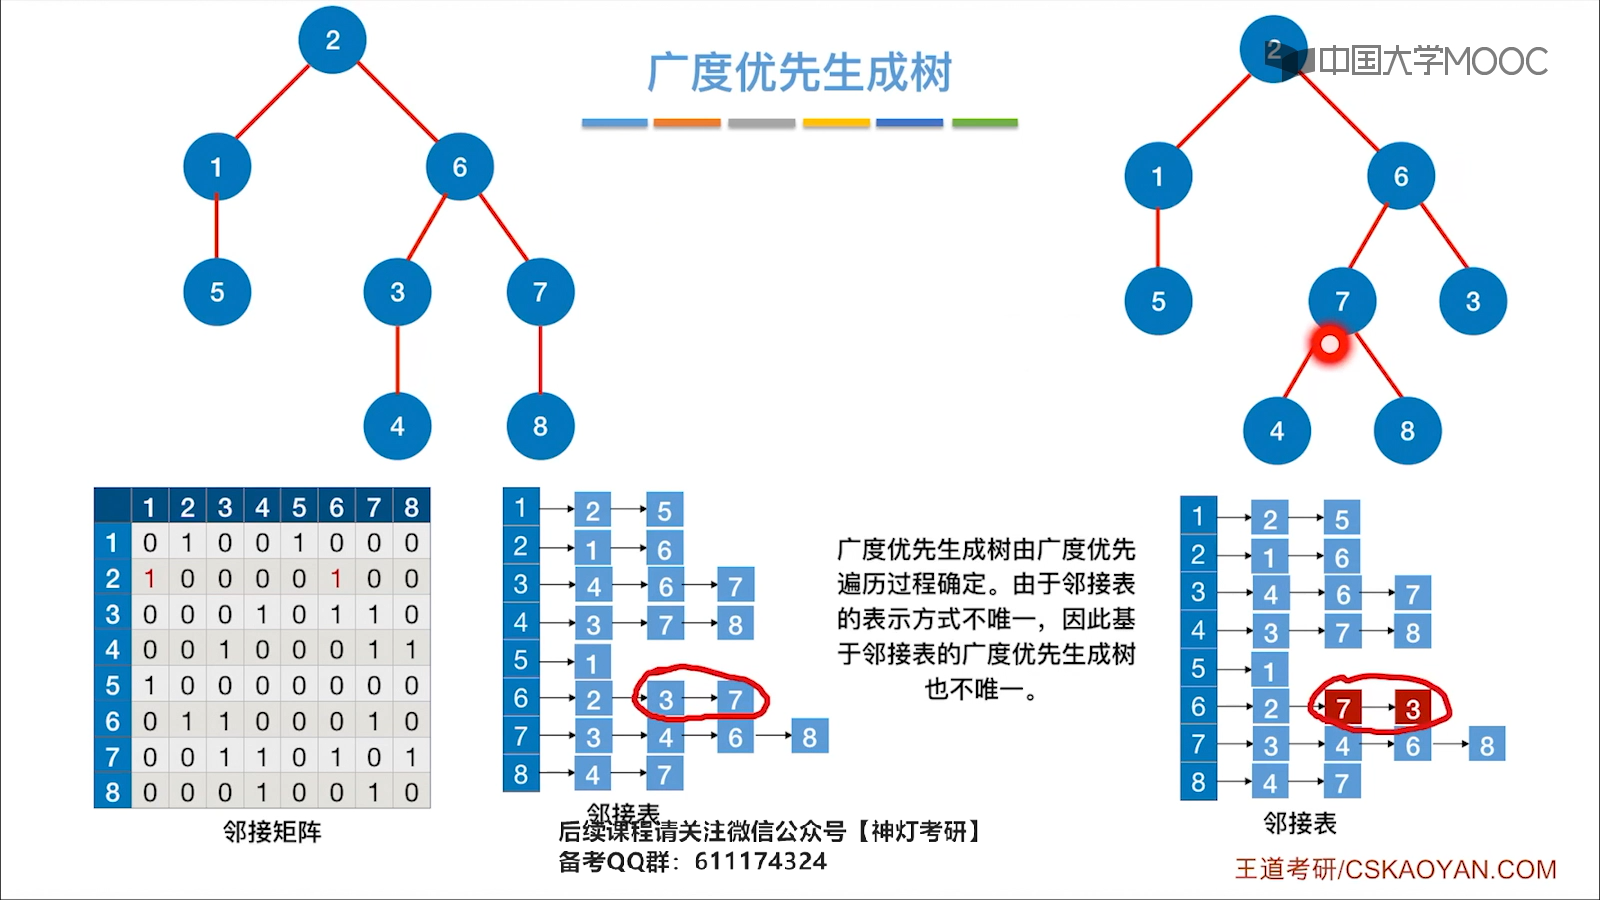 广度优先生成树
中国大学MOOC
2
1
6
5
3
7
4
8
2
1
6
5
7
3
4
8
1 2 3 4 5 6 7 8
1 0 1 0 0 1 0 0 0
2 1 0 0 0 0 1 0 0
3 0 0 0 1 0 1 1 0
4 0 0 1 0 0 0 1 1
5 1 0 0 0 0 0 0 0
6 0 1 1 0 0 0 1 0
7 0 0 1 1 0 1 0 1
8 0 0 0 1 0 0 1 0
邻接矩阵
1 2 5
2 1 6
3 4 6 7
4 3 7 8
5 1
6 2 3 7
7 3 4 6 8
8 4 7
邻接表
广度优先生成树由广度优先
遍历过程确定。由于邻接表
的表示方式不唯一，因此基
于邻接表的广度优先生成树
也不唯一。
1 2 5
2 1 6
3 4 6 7
4 3 7 8
5 1
6 2 7 3
7 3 4 6 8
8 4 7
邻接表
后续课程请关注微信公众号【神灯考研】
备考QQ群：611174324
王道考研/CSKAOYAN.COM